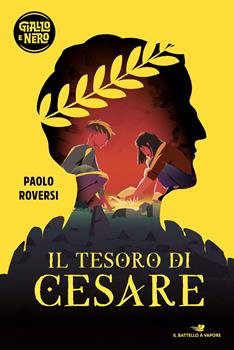 GIALLO
E NERO
PAOLO
ROVERSI
IL TESORO DI
CESARE
IL BATTELLO A VAPORE